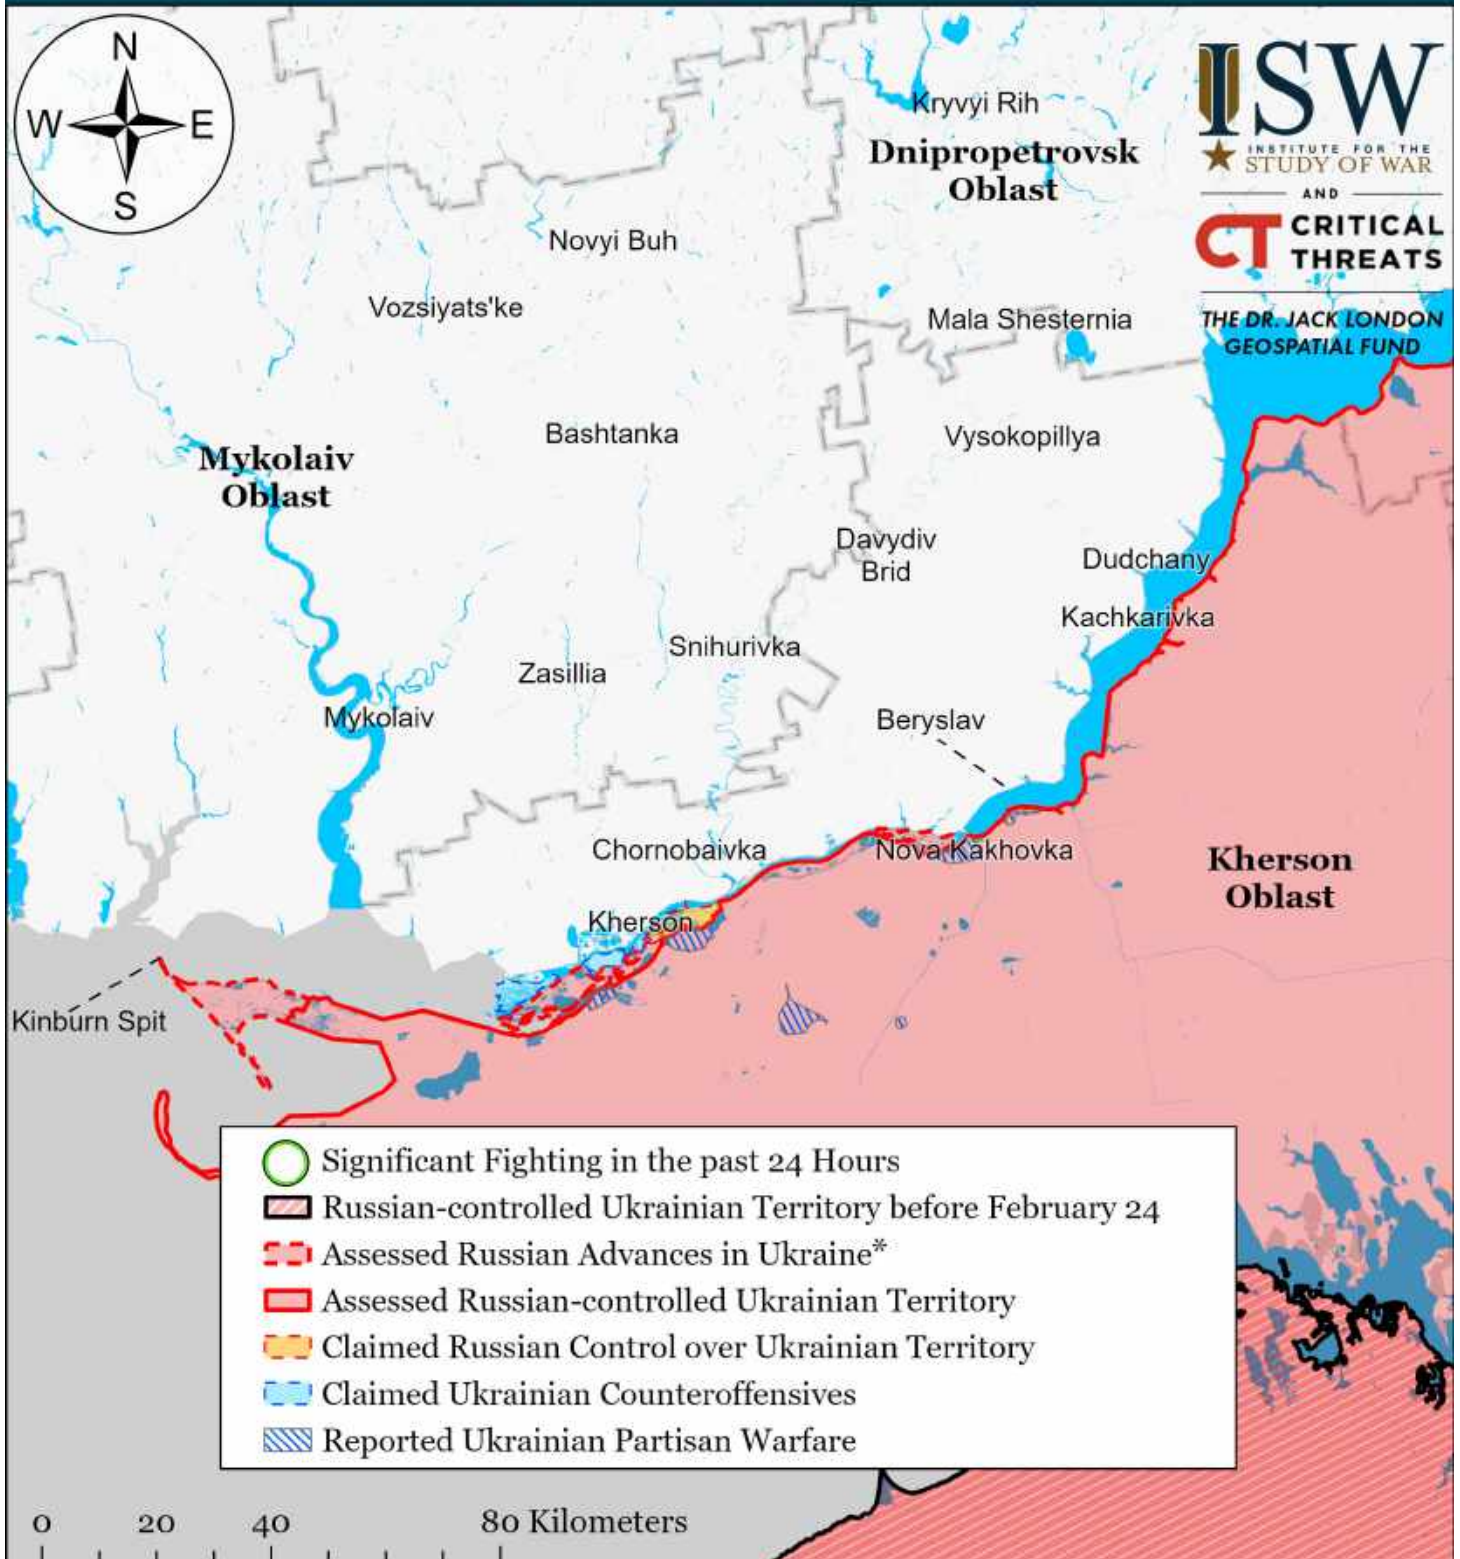 N
W E
S
ISW
INSTITUTE FOR THE
STUDY OF WAR
AND
CT CRITICAL
THREATS
THE DR. JACK LONDON
GEOSPATIAL FUND
Kryvyi Rih
Dnipropetrovsk
Oblast
Novyi Buh
Vozsiyats'ke
Mala Shesternia
Bashtanka
Vysokopillya
Mykolaiv
Oblast
Davydiv
Brid
Dudchany
Kachkarivka
Snihurivka
Zasillia
Mykolaiv
Beryslav
Chornobaivka
Nova Kakhovka
Kherson
Oblast
Kherson
Kinburn Spit
Significant Fighting in the past 24 Hours
Russian-controlled Ukrainian Territory before February 24
Assessed Russian Advances in Ukraine*
Assessed Russian-controlled Ukrainian Territory
Claimed Russian Control over Ukrainian Territory
Claimed Ukrainian Counteroffensives
Reported Ukrainian Partisan Warfare
0 20 40 80 Kilometers